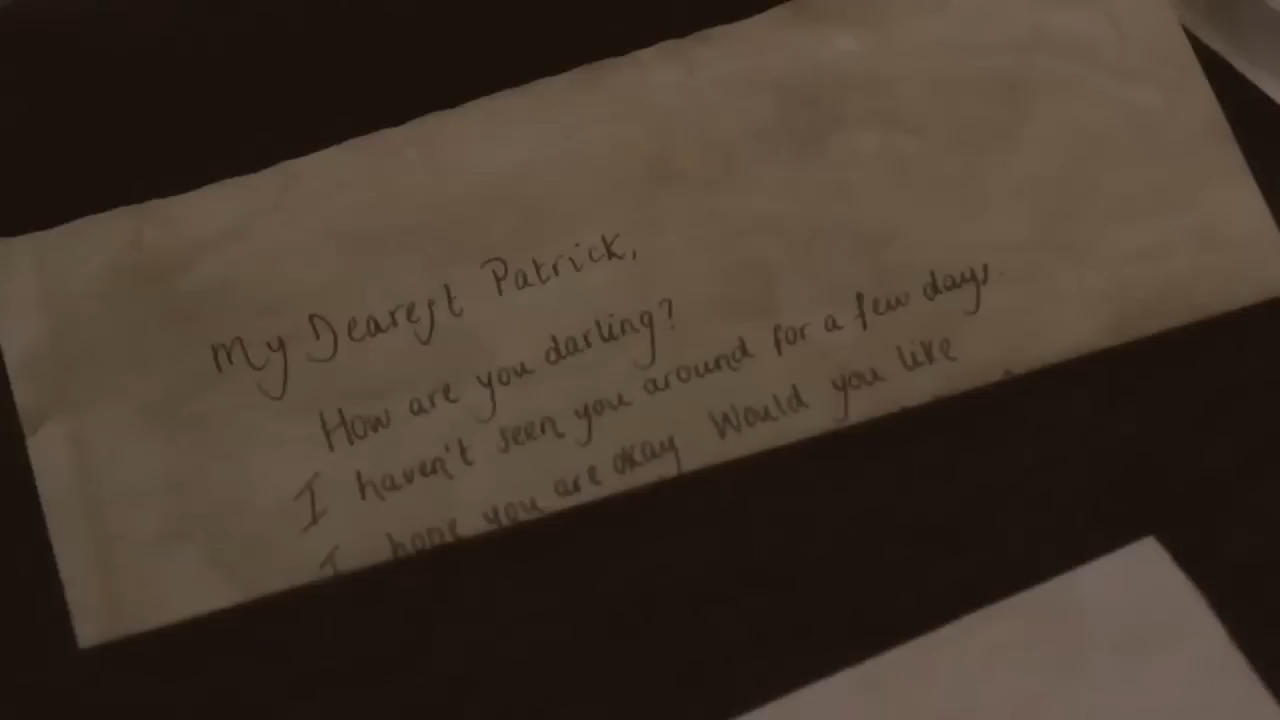 My Dearest Patrick,
How are you darling?
I haven't seen you around for a few days.
I hope you are okay Would you like